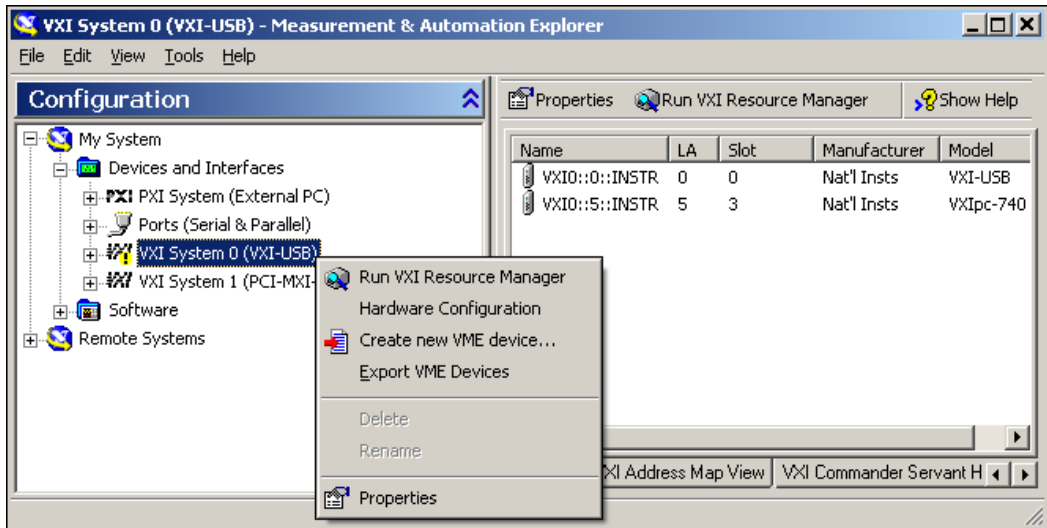 VXI System 0 (VXI-USB) - Measurement & Automation Explorer
File Edit View Tools Help
Configuration
Properties Run VXI Resource Manager Show Help
My System
Devices and Interfaces
PXI PXI System (External PC)
Ports (Serial & Parallel)
VXI VXI System 0 (VXI-USB)
VXI VXI System 1 (PCI-MXI-
Software
Remote Systems
Name LA Slot Manufacturer Model
VXI0::0::INSTR 0 0 Nat'l Insts VXI-USB
VXI0::5::INSTR 5 3 Nat'l Insts VXIpc-740
Run VXI Resource Manager
Hardware Configuration
Create new VME device...
Export VME Devices
Delete
Rename
Properties
XI Address Map View VXI Commander Servant H